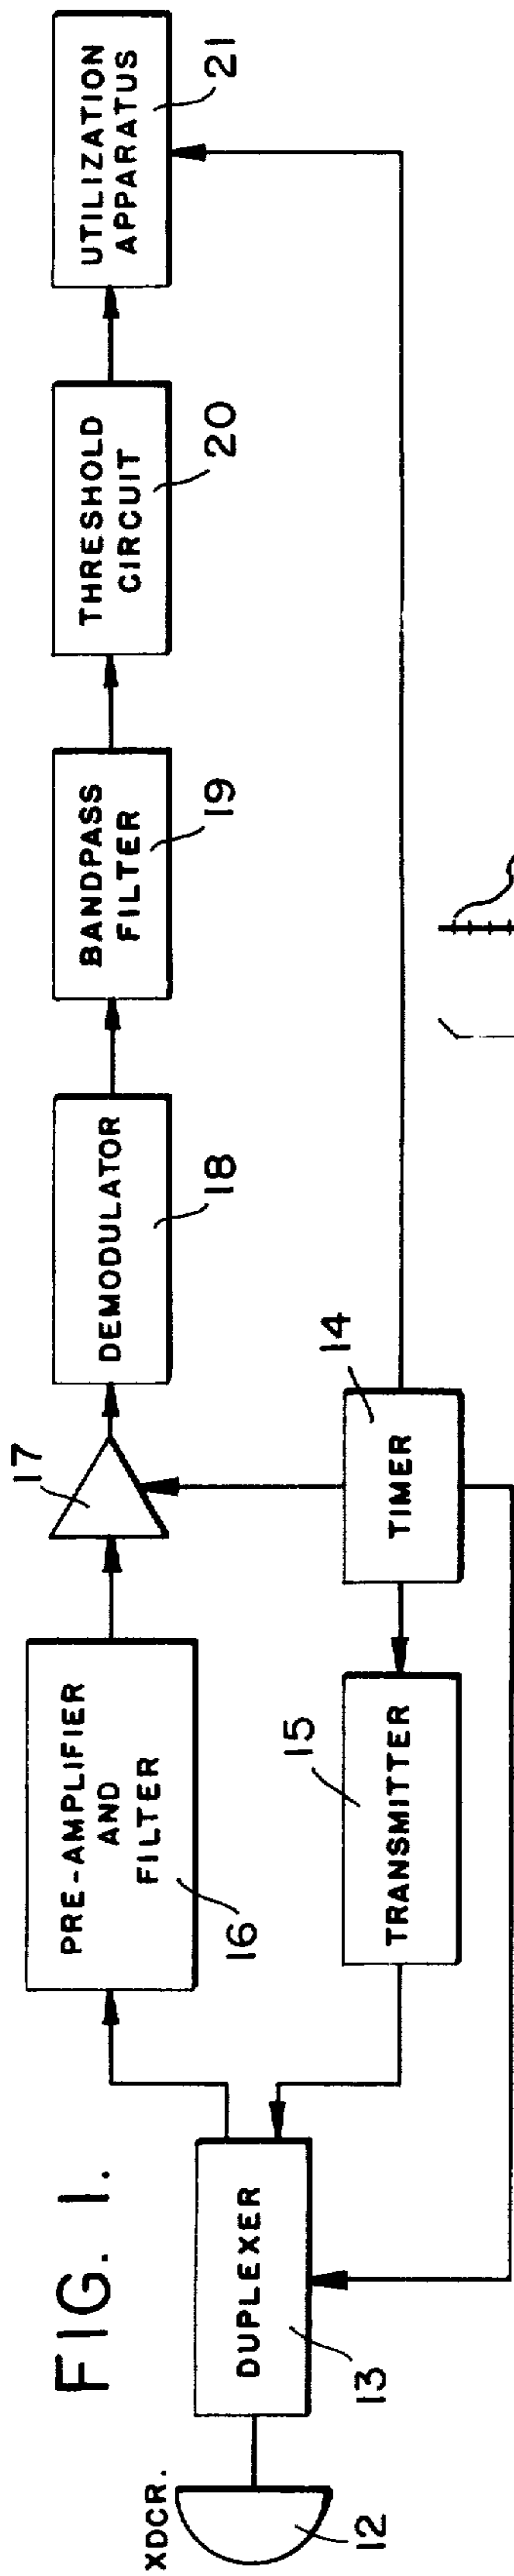 FIG. 1.
XDCR.
12
DUPLEXER
13
PRE-AMPLIFIER
AND
FILTER
16
17
DEMODULATOR
18
BANDPASS
FILTER
19
THRESHOLD
CIRCUIT
20
UTILIZATION
APPARATUS
21
TRANSMITTER
15
TIMER
14